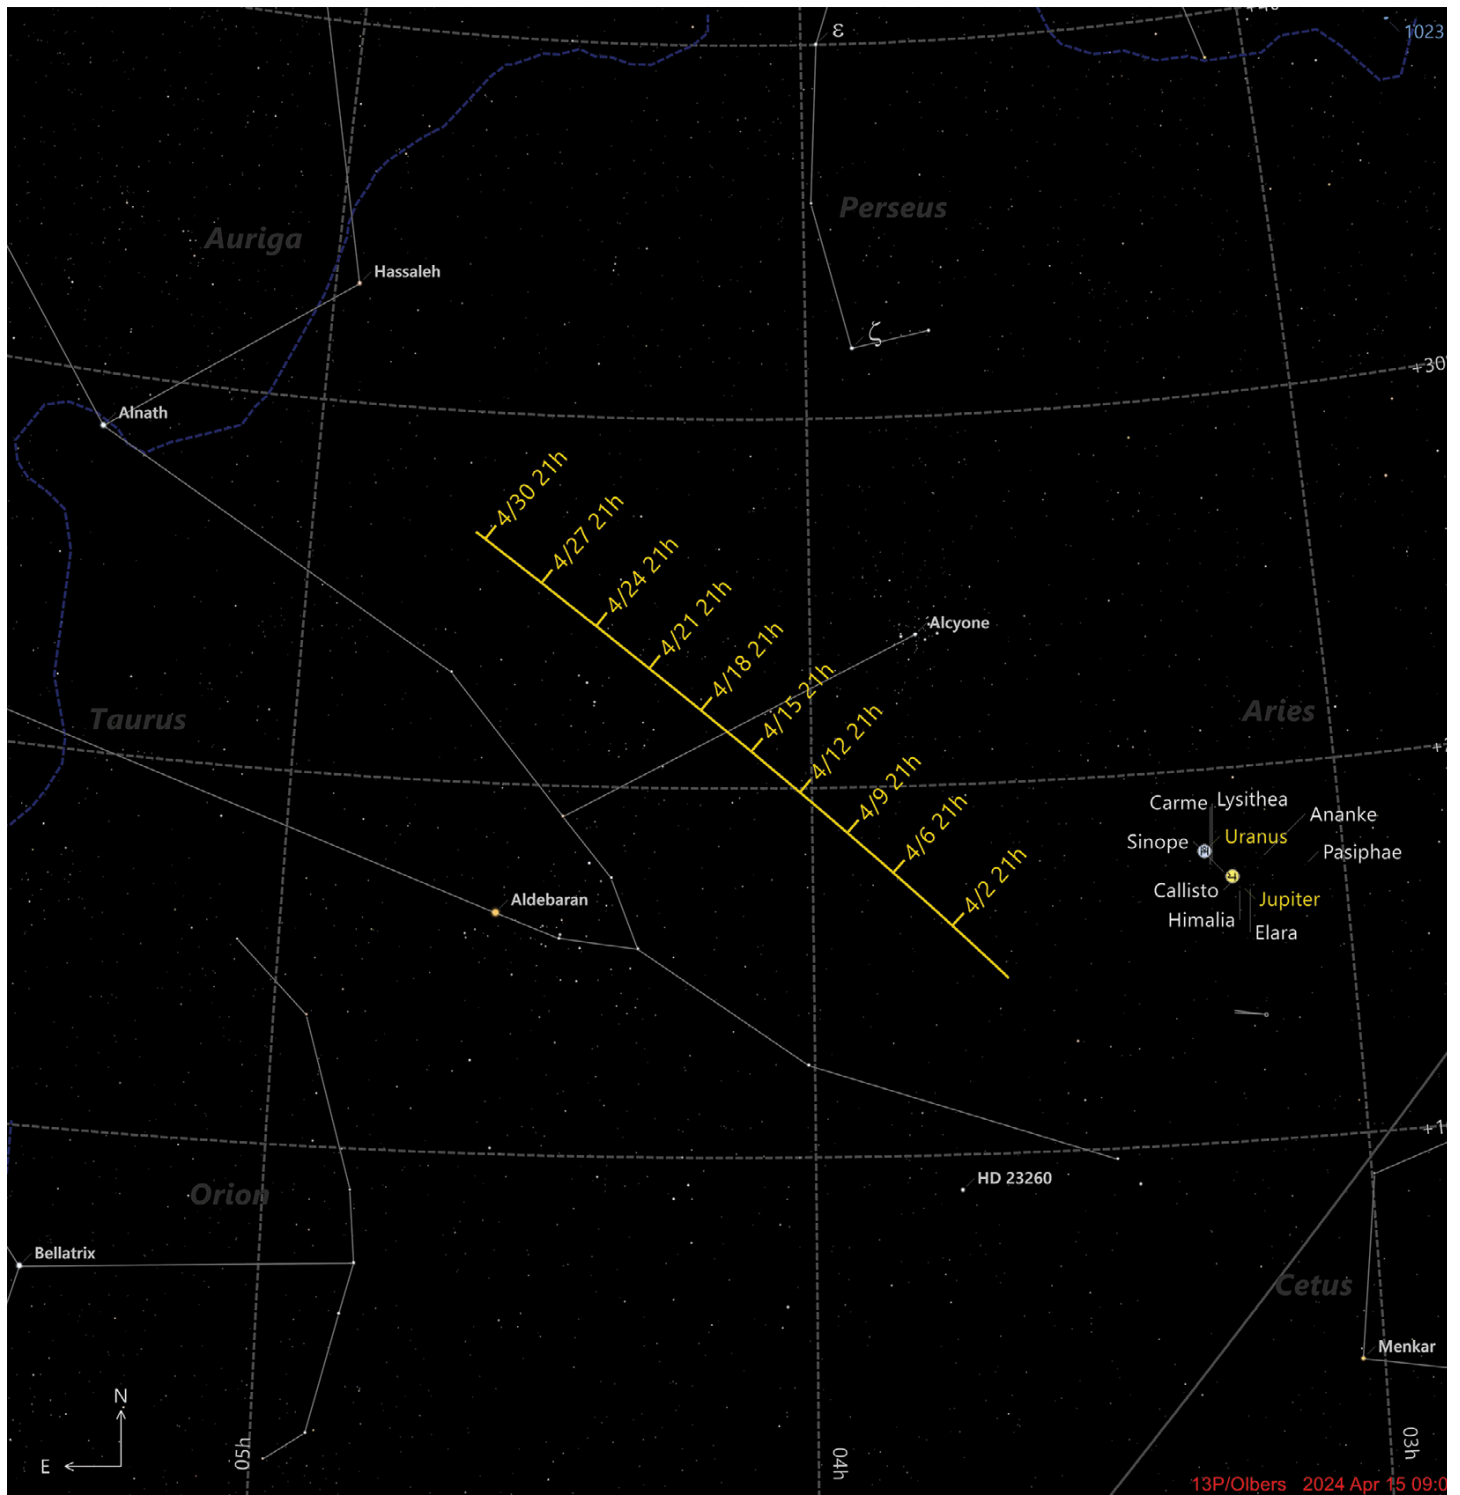 ε
+40
1023
Perseus
Auriga
Hassaleh
ζ
+30
Alnath
4/30 21h
4/27 21h
4/24 21h
4/21 21h
4/18 21h
4/15 21h
4/12 21h
4/9 21h
4/6 21h
4/2 21h
Alcyone
Taurus
Aries
Carme
Lysithea
Ananke
Sinope
Uranus
Pasiphae
Callisto
Jupiter
Himalia
Elara
Aldebaran
+1
HD 23260
Orion
Bellatrix
Cetus
Menkar
N
E
05h
04h
03h
13P/Olbers 2024 Apr 15 09:0